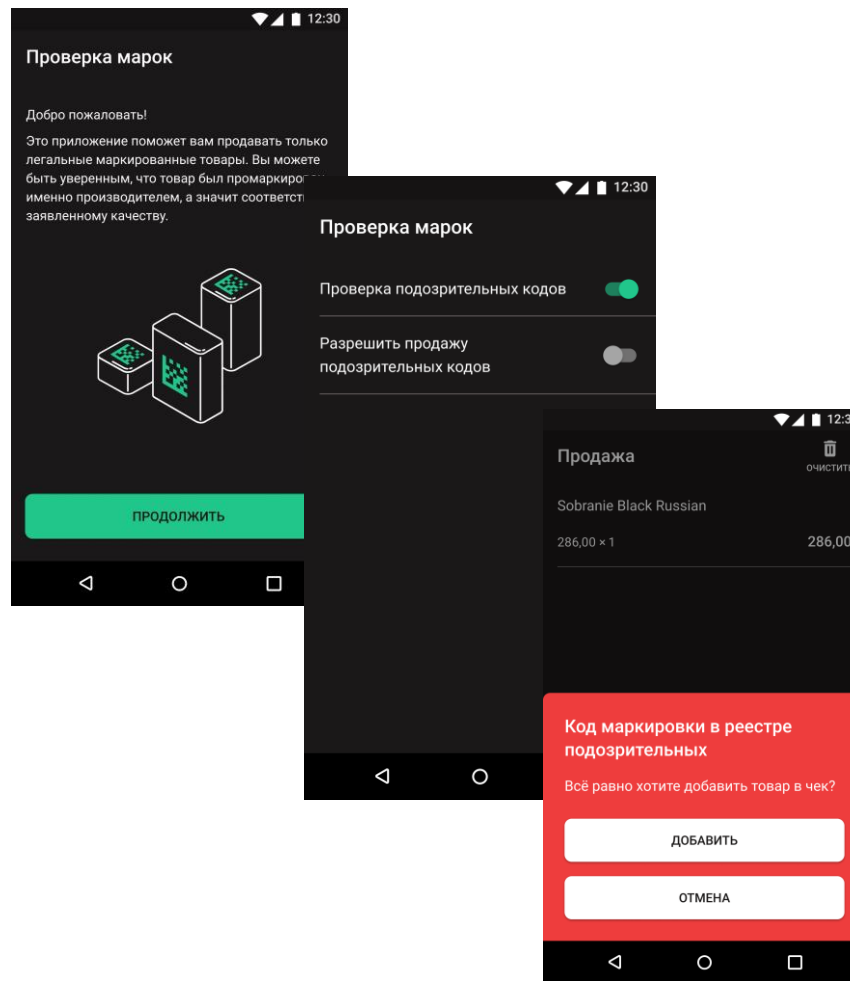 12:30
Проверка марок
Добро пожаловать!
Это приложение поможет вам продавать только
легальные маркированные товары. Вы можете
быть уверенным, что товар был
именно производителем, а значит
заявленному качеству.
ПРОДОЛЖИТЬ
12:30
Проверка марок
Проверка подозрительных кодов
Разрешить продажу
подозрительных кодов
12:3
Продажа
очистить
Sobranie Black Russian
286,00 × 1
286,00
Код маркировки в реестре
подозрительных
Всё равно хотите добавить товар в чек?
ДОБАВИТЬ
ОТМЕНА